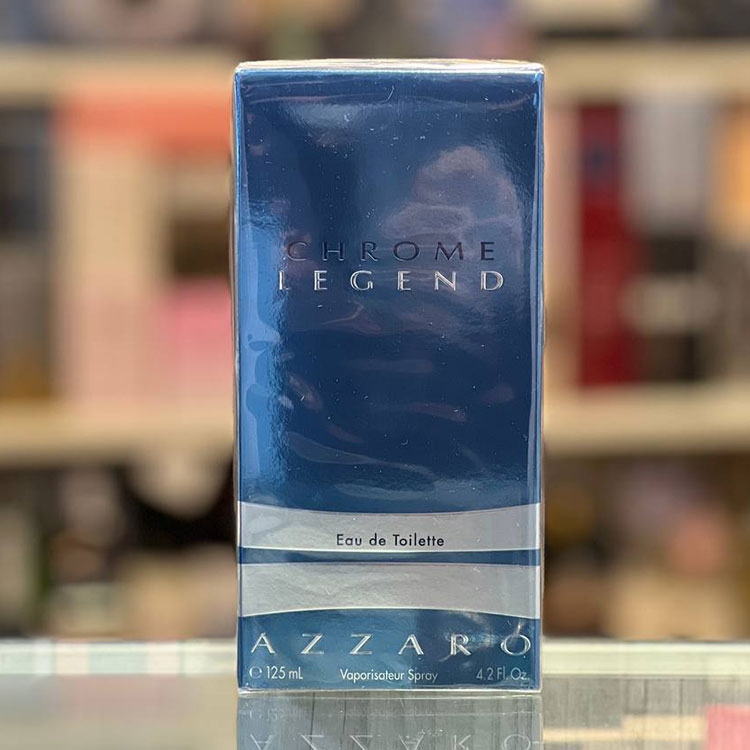 CHROME
LEGEND
Eau de Toilette
AZZARO
℮ 125 mL Vaporisateur Spray 4.2 Fl. Oz.